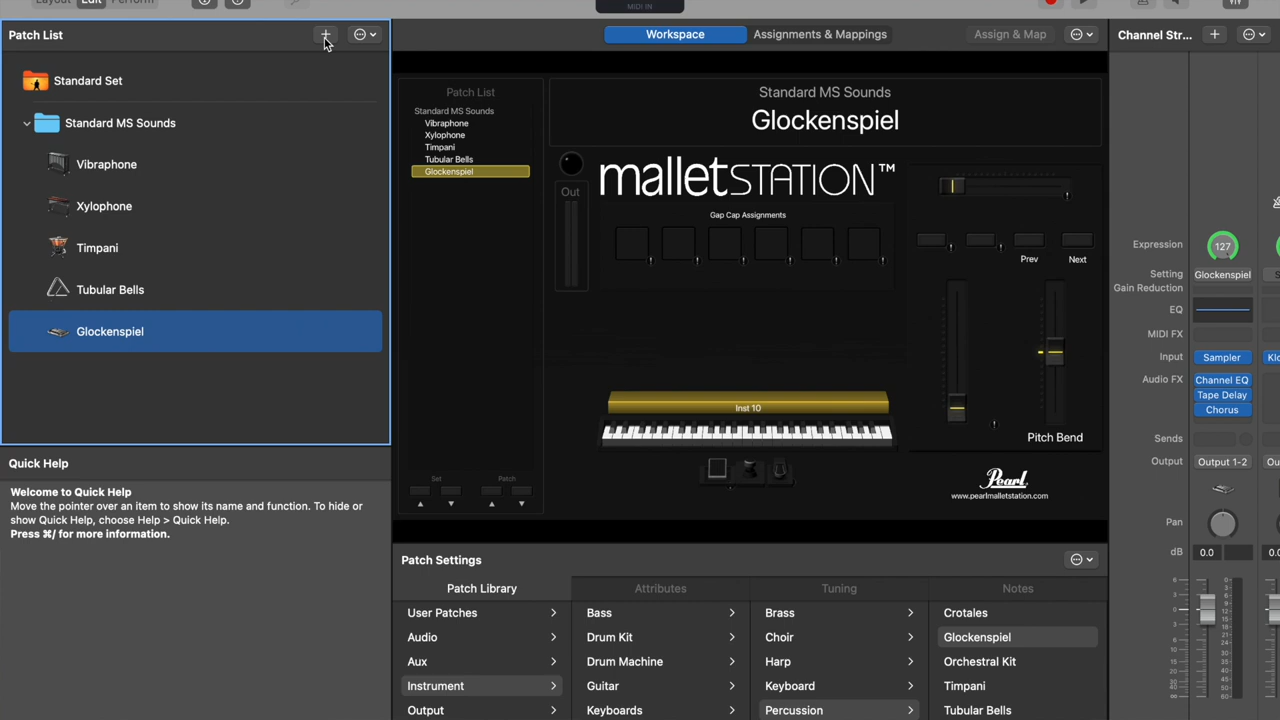 Layout Edit Perform
MIDI IN
Patch List
Workspace
Assignments & Mappings
Assign & Map
Channel Str...
Standard Set
Standard MS Sounds
Vibraphone
Xylophone
Timpani
Tubular Bells
Glockenspiel
Patch List
Standard MS Sounds
Vibraphone
Xylophone
Timpani
Tubular Bells
Glockenspiel
Set
Patch
Standard MS Sounds
Glockenspiel
Out
malletSTATION™
Gap Cap Assignments
Prev
Next
Inst 10
Pitch Bend
Pearl
www.pearlmalletstation.com
Expression
127
Setting
Glockenspiel
Gain Reduction
EQ
MIDI FX
Input
Sampler
Klo
Audio FX
Channel EQ
Tape Delay
Chorus
Sends
Output
Output 1-2
Ou
Pan
dB
0.0
0.0
Quick Help
Welcome to Quick Help
Move the pointer over an item to show its name and function. To hide or
show Quick Help, choose Help > Quick Help.
Press ⌘/ for more information.
Patch Settings
Patch Library
Attributes
Tuning
Notes
User Patches
Audio
Aux
Instrument
Output
Bass
Drum Kit
Drum Machine
Guitar
Keyboards
Brass
Choir
Harp
Keyboard
Percussion
Crotales
Glockenspiel
Orchestral Kit
Timpani
Tubular Bells